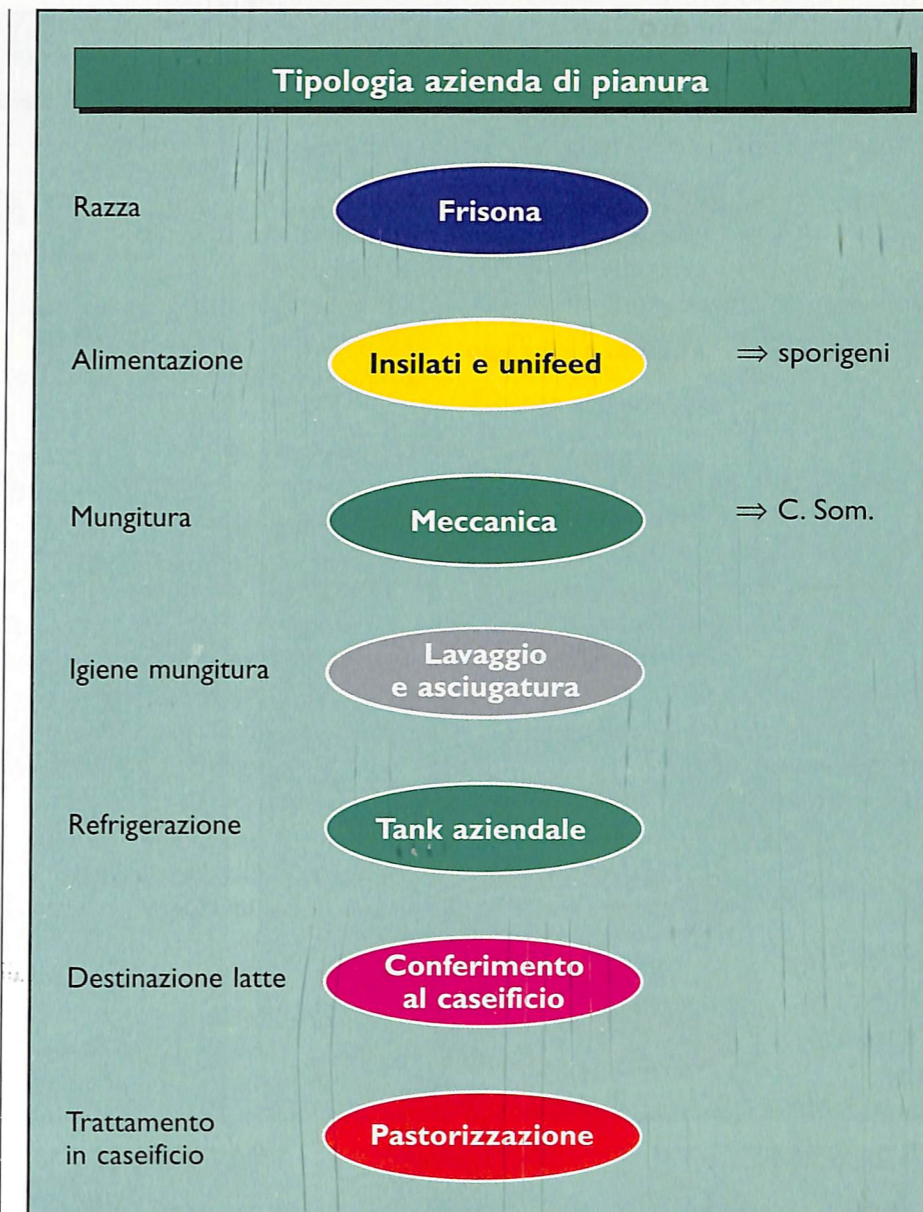 Tipologia azienda di pianura
Razza
Frisona
Alimentazione
Insilati e unifeed
⇒ sporigeni
Mungitura
Meccanica
⇒ C. Som.
Igiene mungitura
Lavaggio
e asciugatura
Refrigerazione
Tank aziendale
Destinazione latte
Conferimento
al caseificio
Trattamento
in caseificio
Pastorizzazione